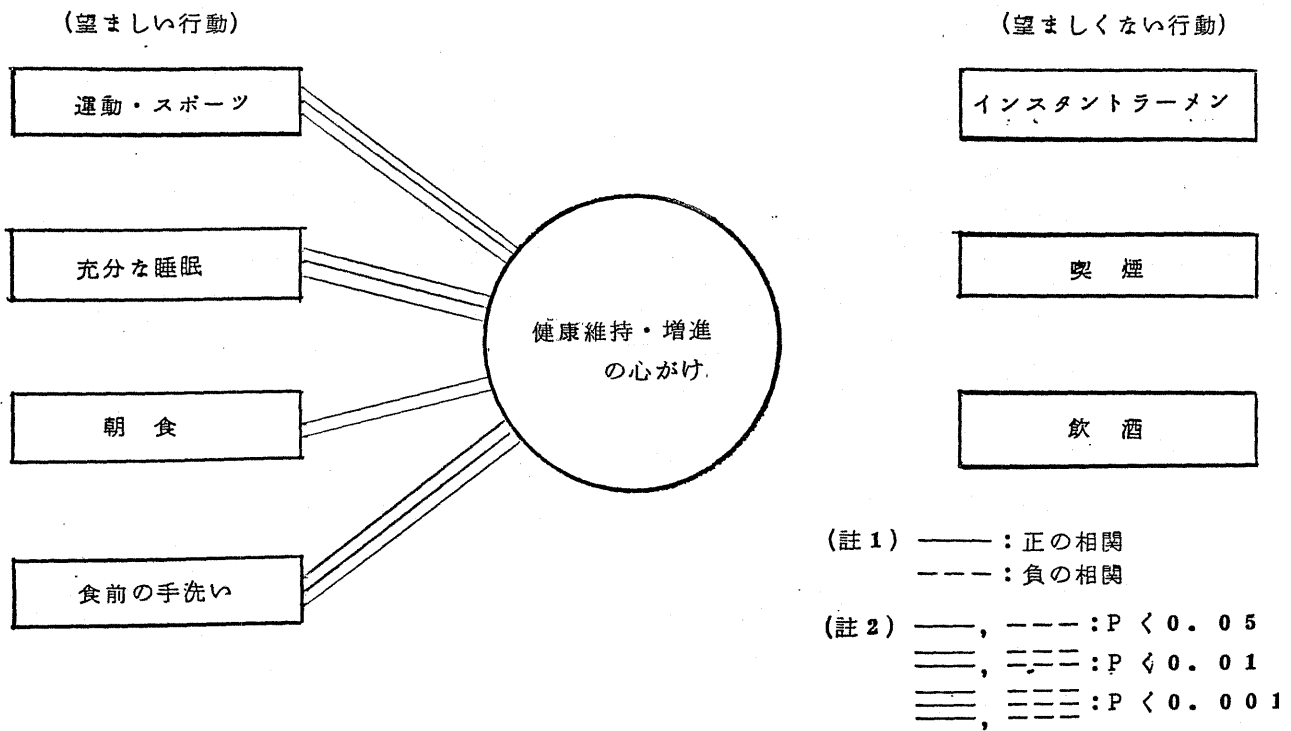 (望ましい行動)
運動・スポーツ
充分な睡眠
朝 食
食前の手洗い
健康維持・増進
の心がけ
(望ましくない行動)
インスタントラーメン
喫 煙
飲 酒
(註1) ――― : 正の相関
--- : 負の相関
(註2) ――, --- : P < 0. 05
, : P < 0. 01
, : P < 0. 001